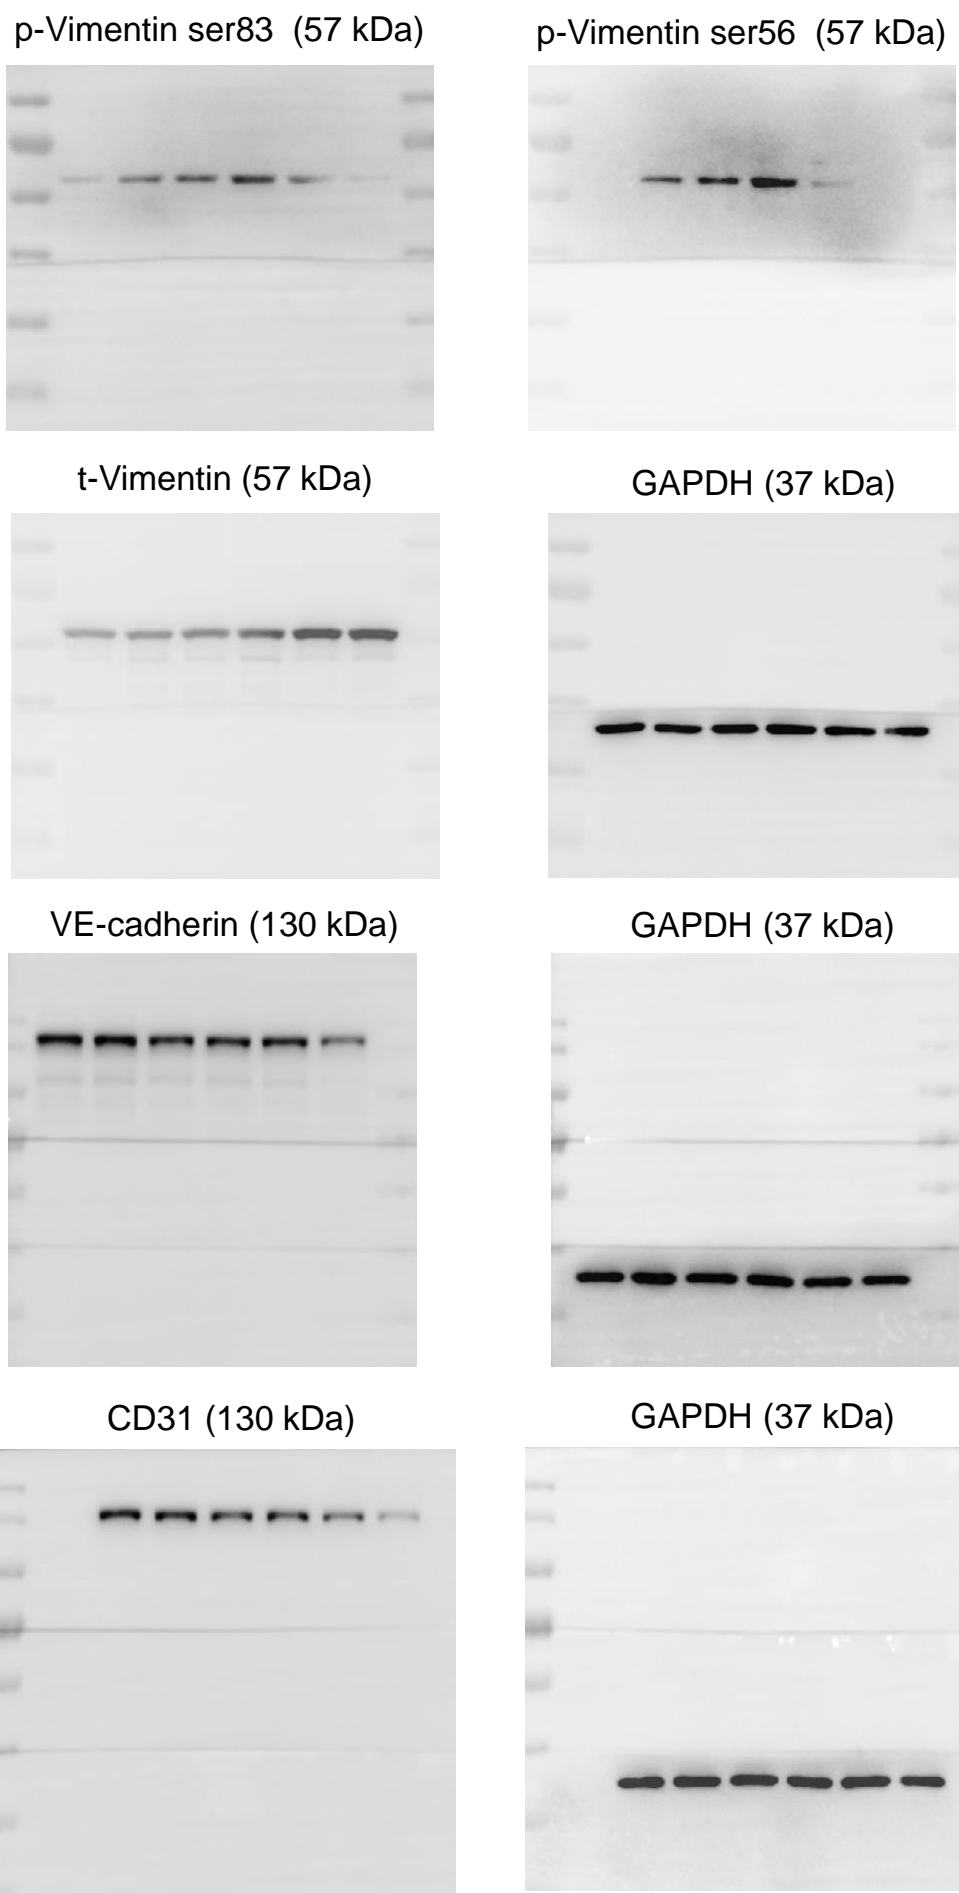 p-Vimentin ser83 (57 kDa)
p-Vimentin ser56 (57 kDa)
t-Vimentin (57 kDa)
GAPDH (37 kDa)
VE-cadherin (130 kDa)
GAPDH (37 kDa)
CD31 (130 kDa)
GAPDH (37 kDa)